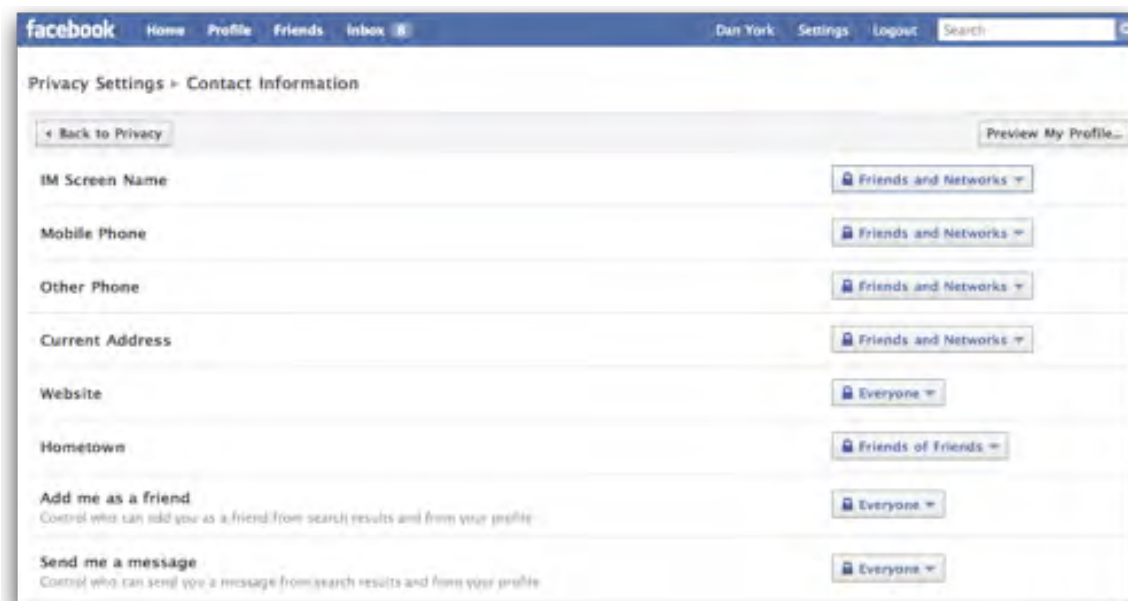 facebook Home Profile Friends Inbox 8 Dan York Settings Logout Search
Privacy Settings ▸ Contact Information
◂ Back to Privacy Preview My Profile...
IM Screen Name Friends and Networks
Mobile Phone Friends and Networks
Other Phone Friends and Networks
Current Address Friends and Networks
Website Everyone
Hometown Friends of Friends
Add me as a friend Everyone
Control who can add you as a friend from search results and from your profile
Send me a message Everyone
Control who can send you a message from search results and from your profile